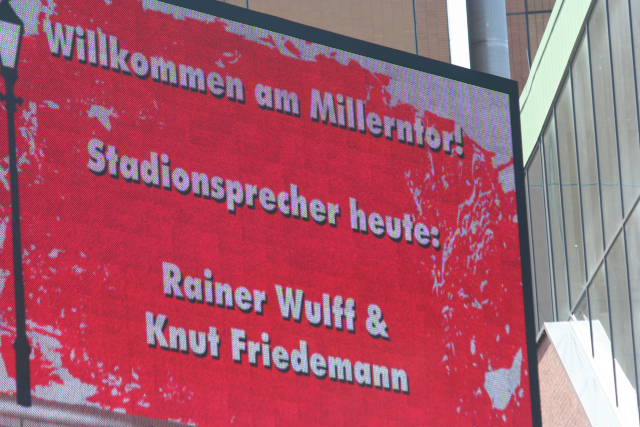 Willkommen am Millerntor!
Stadionsprecher heute:
Rainer Wulff &
Knut Friedemann